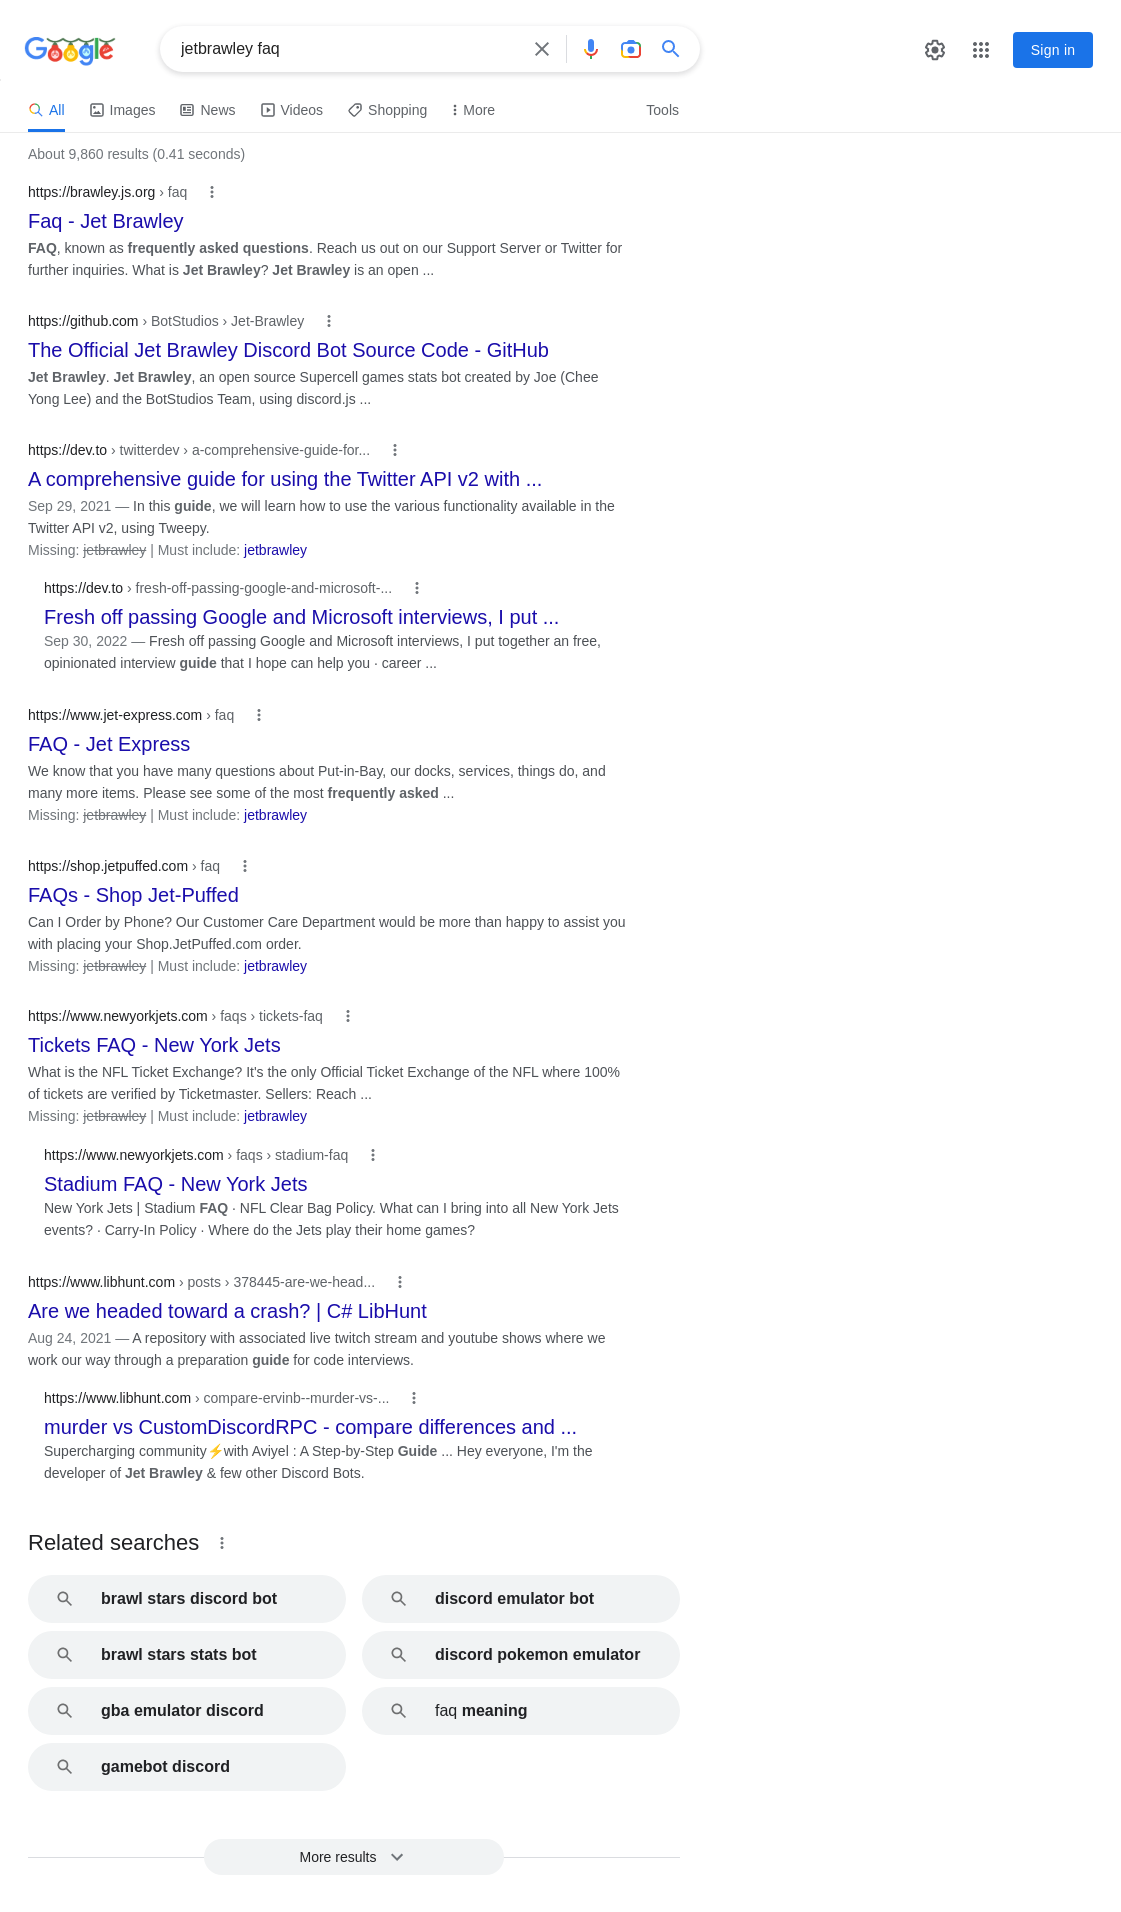 Google
jetbrawley faq
Sign in
All
Images
News
Videos
Shopping
More
Tools
About 9,860 results (0.41 seconds)
https://brawley.js.org › faq
Faq - Jet Brawley
FAQ, known as frequently asked questions. Reach us out on our Support Server or Twitter for
further inquiries. What is Jet Brawley? Jet Brawley is an open ...
https://github.com › BotStudios › Jet-Brawley
The Official Jet Brawley Discord Bot Source Code - GitHub
Jet Brawley. Jet Brawley, an open source Supercell games stats bot created by Joe (Chee
Yong Lee) and the BotStudios Team, using discord.js ...
https://dev.to › twitterdev › a-comprehensive-guide-for...
A comprehensive guide for using the Twitter API v2 with ...
Sep 29, 2021 — In this guide, we will learn how to use the various functionality available in the
Twitter API v2, using Tweepy.
Missing: jetbrawley | Must include: jetbrawley
https://dev.to › fresh-off-passing-google-and-microsoft-...
Fresh off passing Google and Microsoft interviews, I put ...
Sep 30, 2022 — Fresh off passing Google and Microsoft interviews, I put together an free,
opinionated interview guide that I hope can help you · career ...
https://www.jet-express.com › faq
FAQ - Jet Express
We know that you have many questions about Put-in-Bay, our docks, services, things do, and
many more items. Please see some of the most frequently asked ...
Missing: jetbrawley | Must include: jetbrawley
https://shop.jetpuffed.com › faq
FAQs - Shop Jet-Puffed
Can I Order by Phone? Our Customer Care Department would be more than happy to assist you
with placing your Shop.JetPuffed.com order.
Missing: jetbrawley | Must include: jetbrawley
https://www.newyorkjets.com › faqs › tickets-faq
Tickets FAQ - New York Jets
What is the NFL Ticket Exchange? It's the only Official Ticket Exchange of the NFL where 100%
of tickets are verified by Ticketmaster. Sellers: Reach ...
Missing: jetbrawley | Must include: jetbrawley
https://www.newyorkjets.com › faqs › stadium-faq
Stadium FAQ - New York Jets
New York Jets | Stadium FAQ · NFL Clear Bag Policy. What can I bring into all New York Jets
events? · Carry-In Policy · Where do the Jets play their home games?
https://www.libhunt.com › posts › 378445-are-we-head...
Are we headed toward a crash? | C# LibHunt
Aug 24, 2021 — A repository with associated live twitch stream and youtube shows where we
work our way through a preparation guide for code interviews.
https://www.libhunt.com › compare-ervinb--murder-vs-...
murder vs CustomDiscordRPC - compare differences and ...
Supercharging community⚡with Aviyel : A Step-by-Step Guide ... Hey everyone, I'm the
developer of Jet Brawley & few other Discord Bots.
Related searches
brawl stars discord bot
discord emulator bot
brawl stars stats bot
discord pokemon emulator
gba emulator discord
faq meaning
gamebot discord
More results